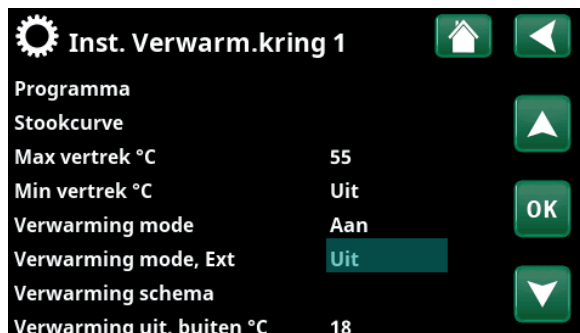 Inst. Verwarm.kring 1
Programma
Stookcurve
Max vertrek °C 55
Min vertrek °C Uit
Verwarming mode Aan
OK
Verwarming mode, Ext Uit
Verwarming schema
Verwarming uit, buiten °C 18